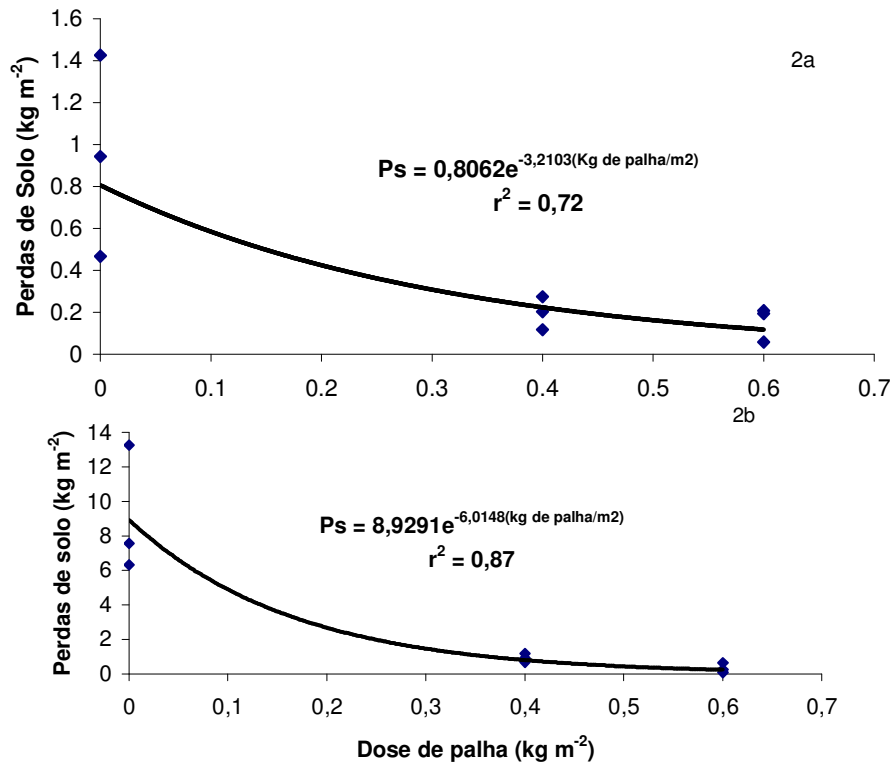 2a
Perdas de Solo (kg m⁻²)
1.6
1.4
1.2
1
0.8
0.6
0.4
0.2
0
Ps = 0,8062e⁻³,²¹⁰³⁽ᴷᵍ ᵈᵉ ᵖᵃˡʰᵃ/ᵐ²⁾
r² = 0,72
0 0.1 0.2 0.3 0.4 0.5 0.6 0.7
2b
Perdas de solo (kg m⁻²)
14
12
10
8
6
4
2
0
Ps = 8,9291e⁻⁶,⁰¹⁴⁸⁽ᵏᵍ ᵈᵉ ᵖᵃˡʰᵃ/ᵐ²⁾
r² = 0,87
0 0,1 0,2 0,3 0,4 0,5 0,6 0,7
Dose de palha (kg m⁻²)